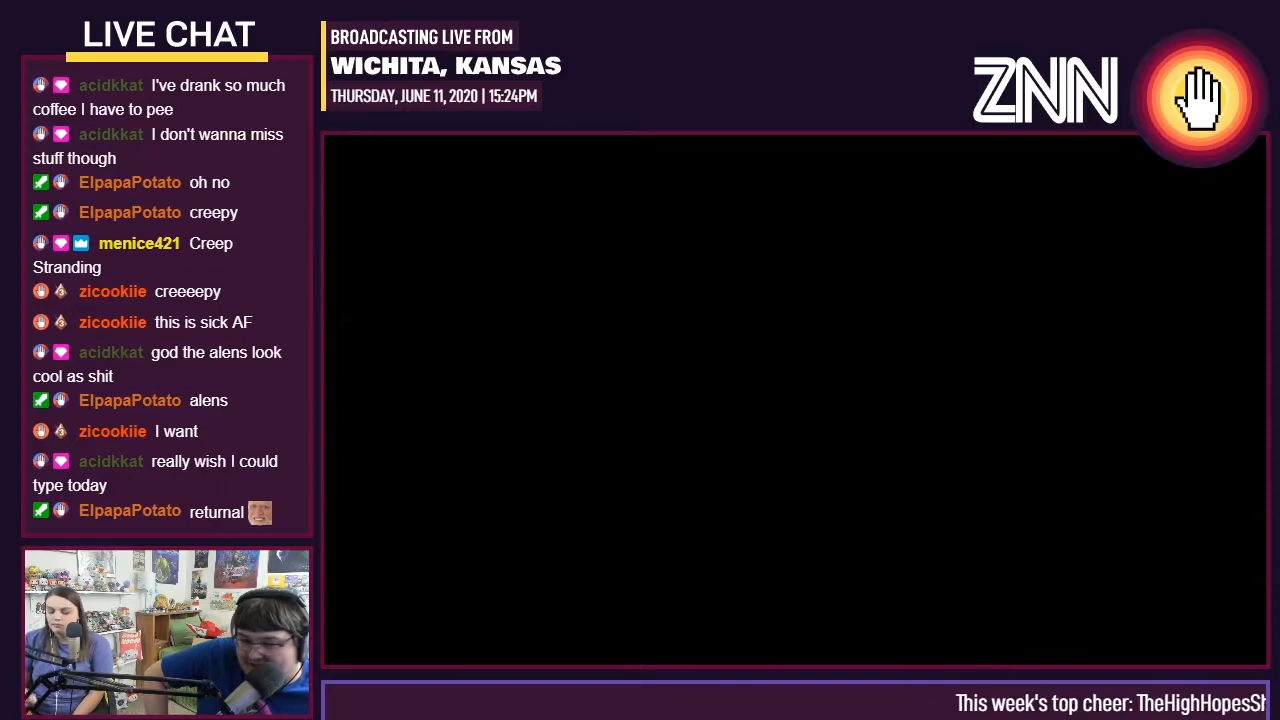 LIVE CHAT
acidkkat I've drank so much
coffee I have to pee
acidkkat I don't wanna miss
stuff though
ElpapaPotato oh no
ElpapaPotato creepy
menice421 Creep
Stranding
zicookiie creeeepy
zicookiie this is sick AF
acidkkat god the alens look
cool as shit
ElpapaPotato alens
zicookiie I want
acidkkat really wish I could
type today
ElpapaPotato returnal
BROADCASTING LIVE FROM
WICHITA, KANSAS
THURSDAY, JUNE 11, 2020 | 15:24PM
ZNN
This week's top cheer: TheHighHopesSh